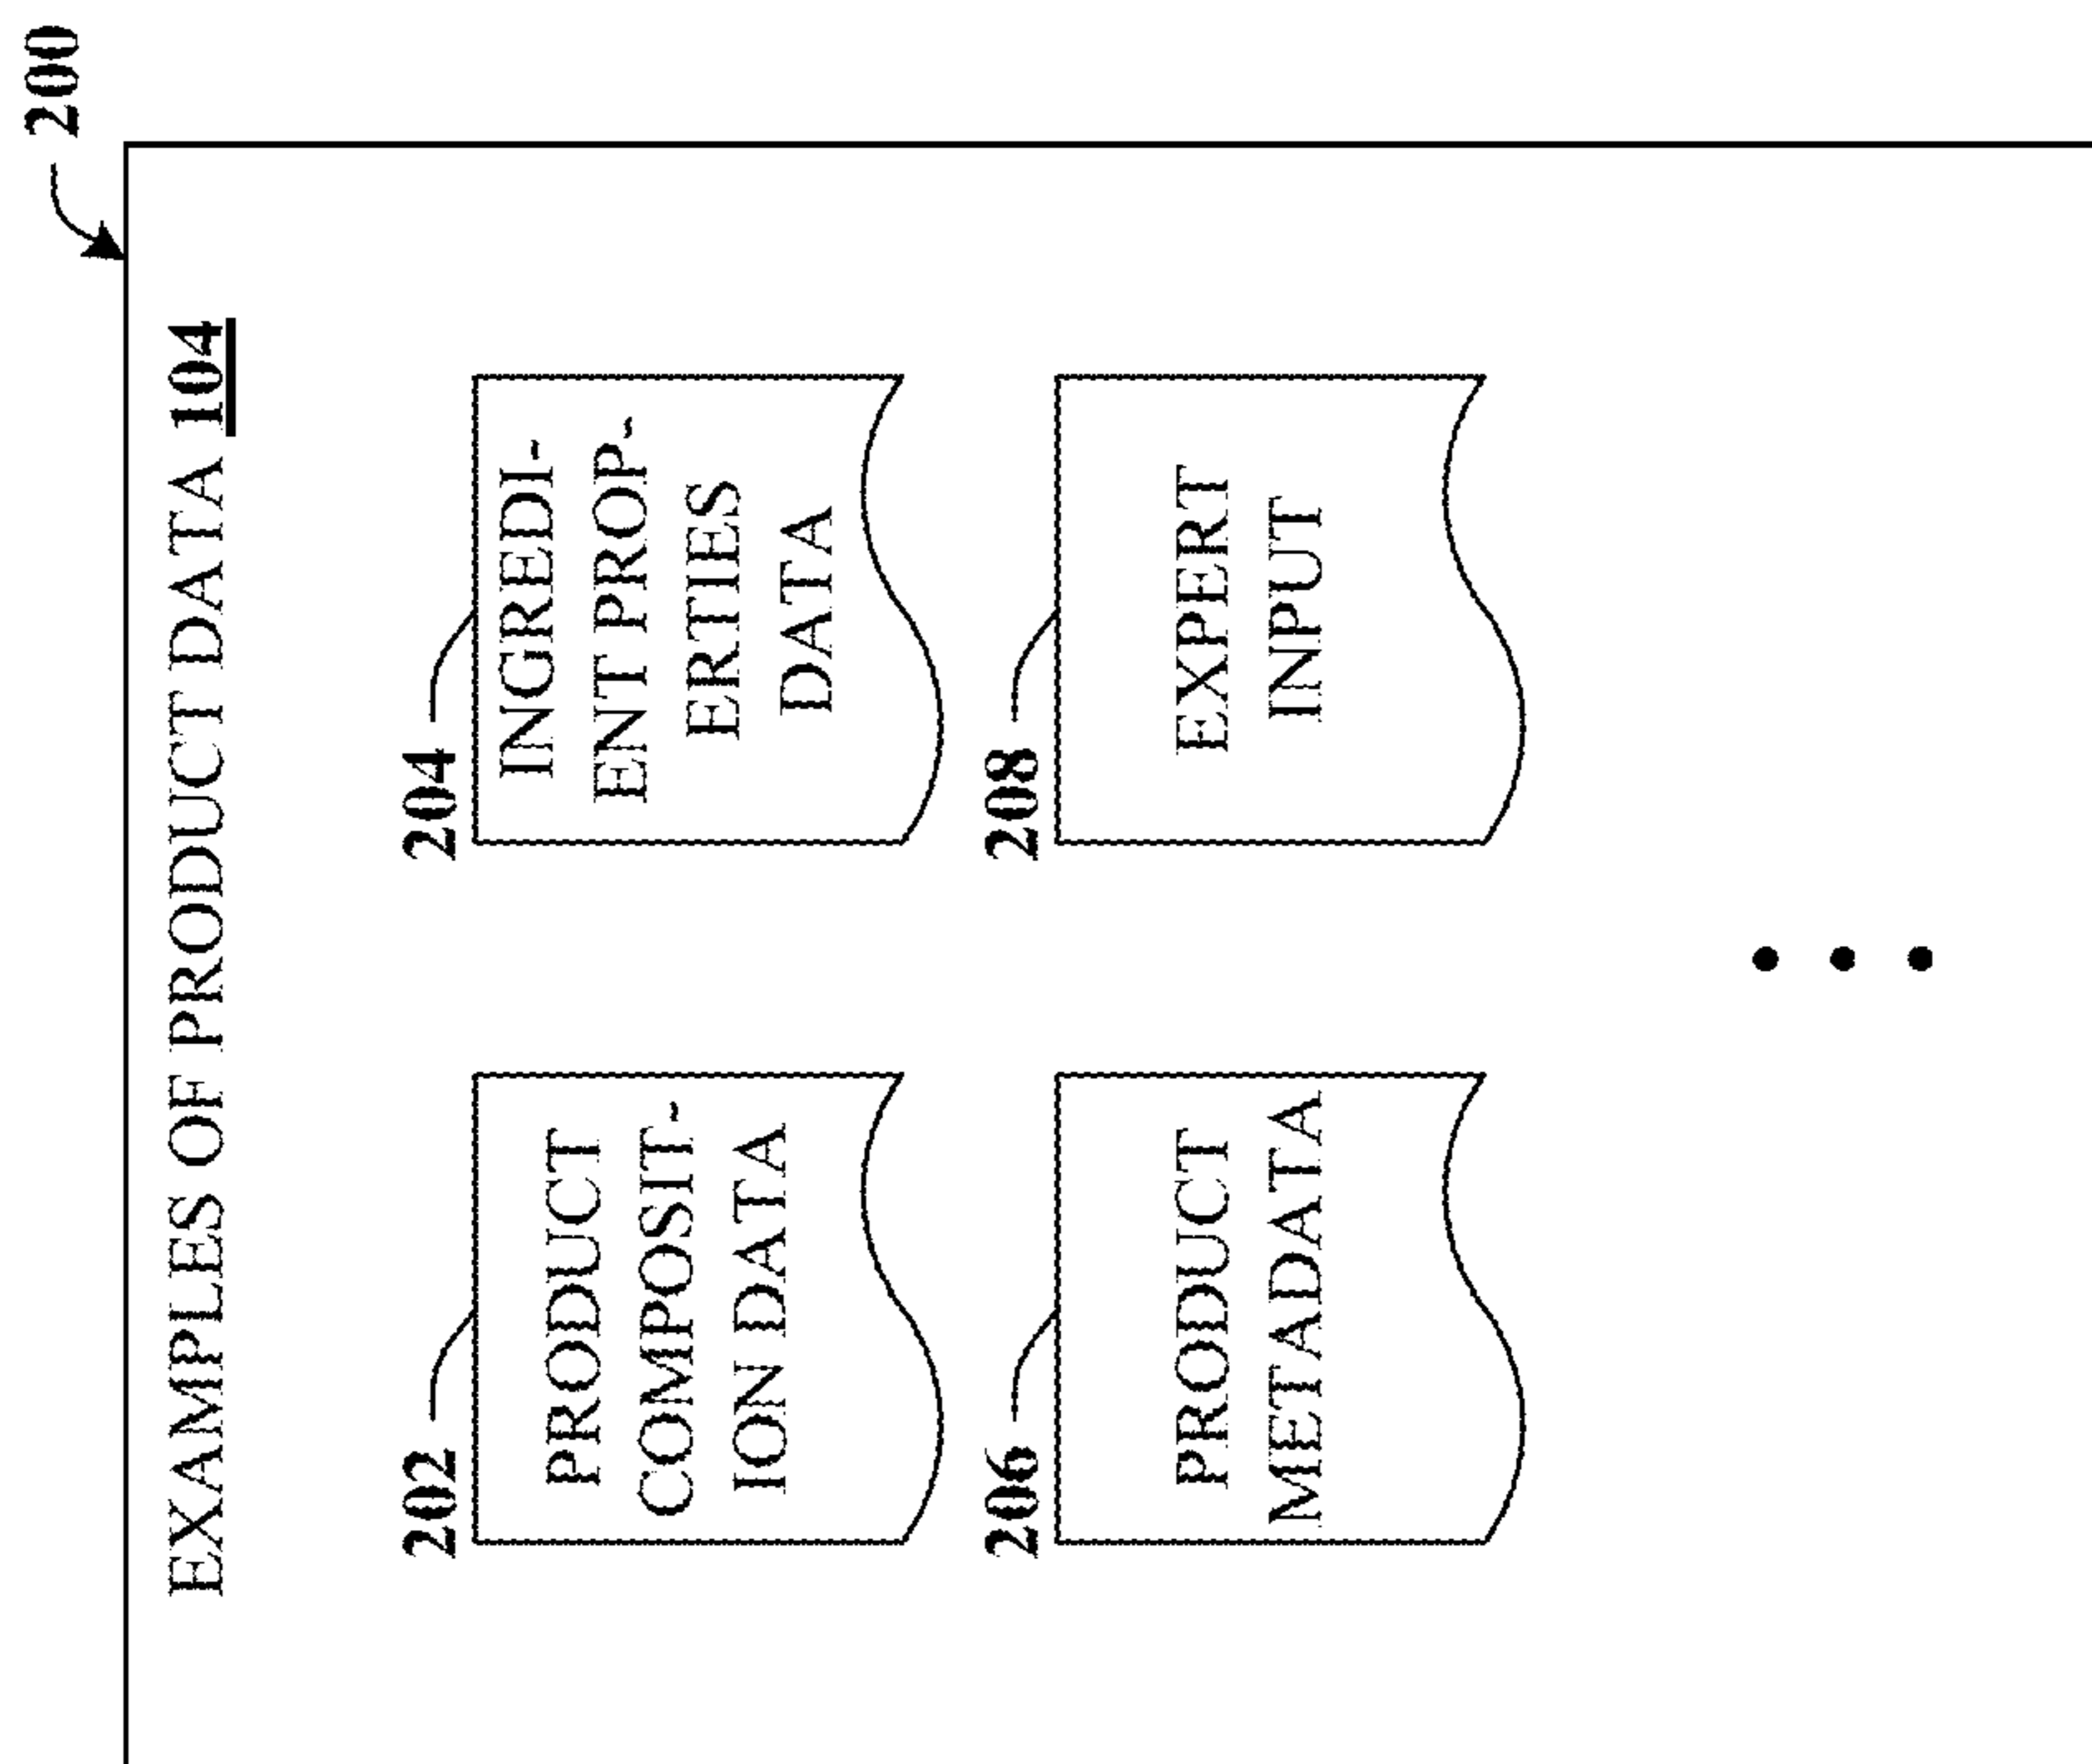 200
EXAMPLES OF PRODUCT DATA 104
202
PRODUCT
COMPOSIT-
ION DATA
204
INGREDI-
ENT PROP-
ERTIES
DATA
206
PRODUCT
METADATA
208
EXPERT
INPUT